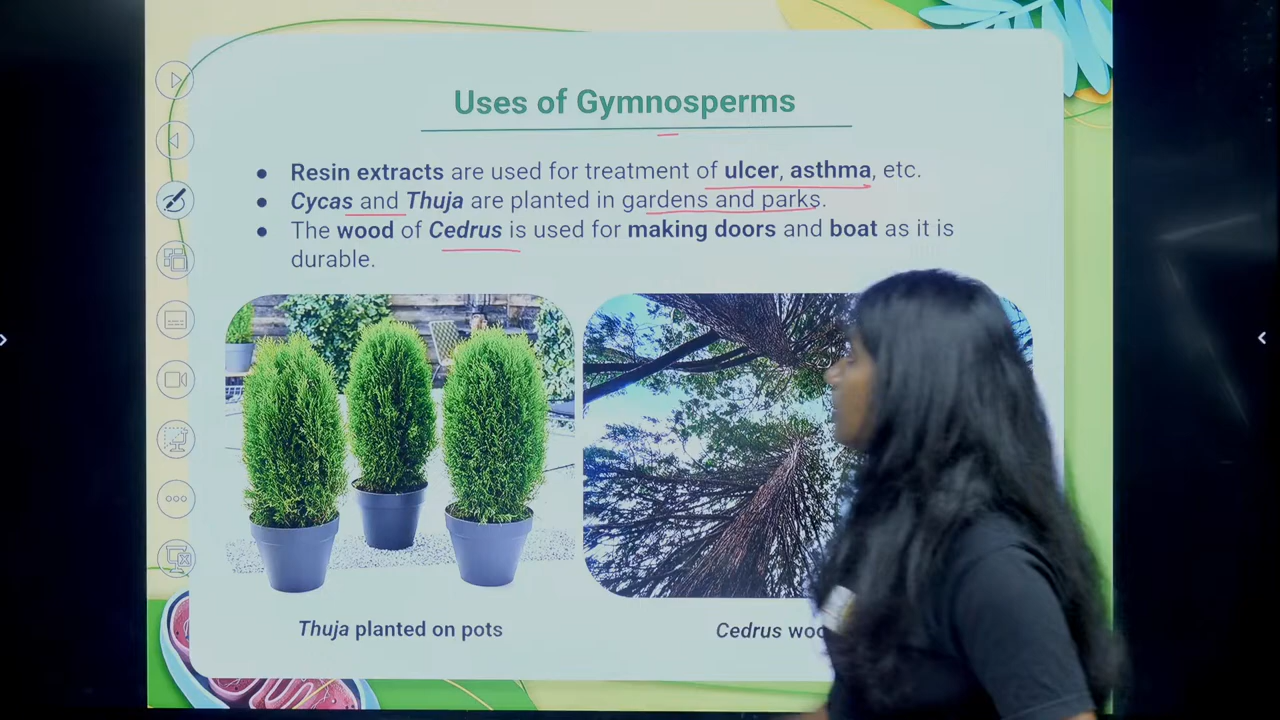 Uses of Gymnosperms
● Resin extracts are used for treatment of ulcer, asthma, etc.
● Cycas and Thuja are planted in gardens and parks.
● The wood of Cedrus is used for making doors and boat as it is
durable.
Thuja planted on pots
Cedrus